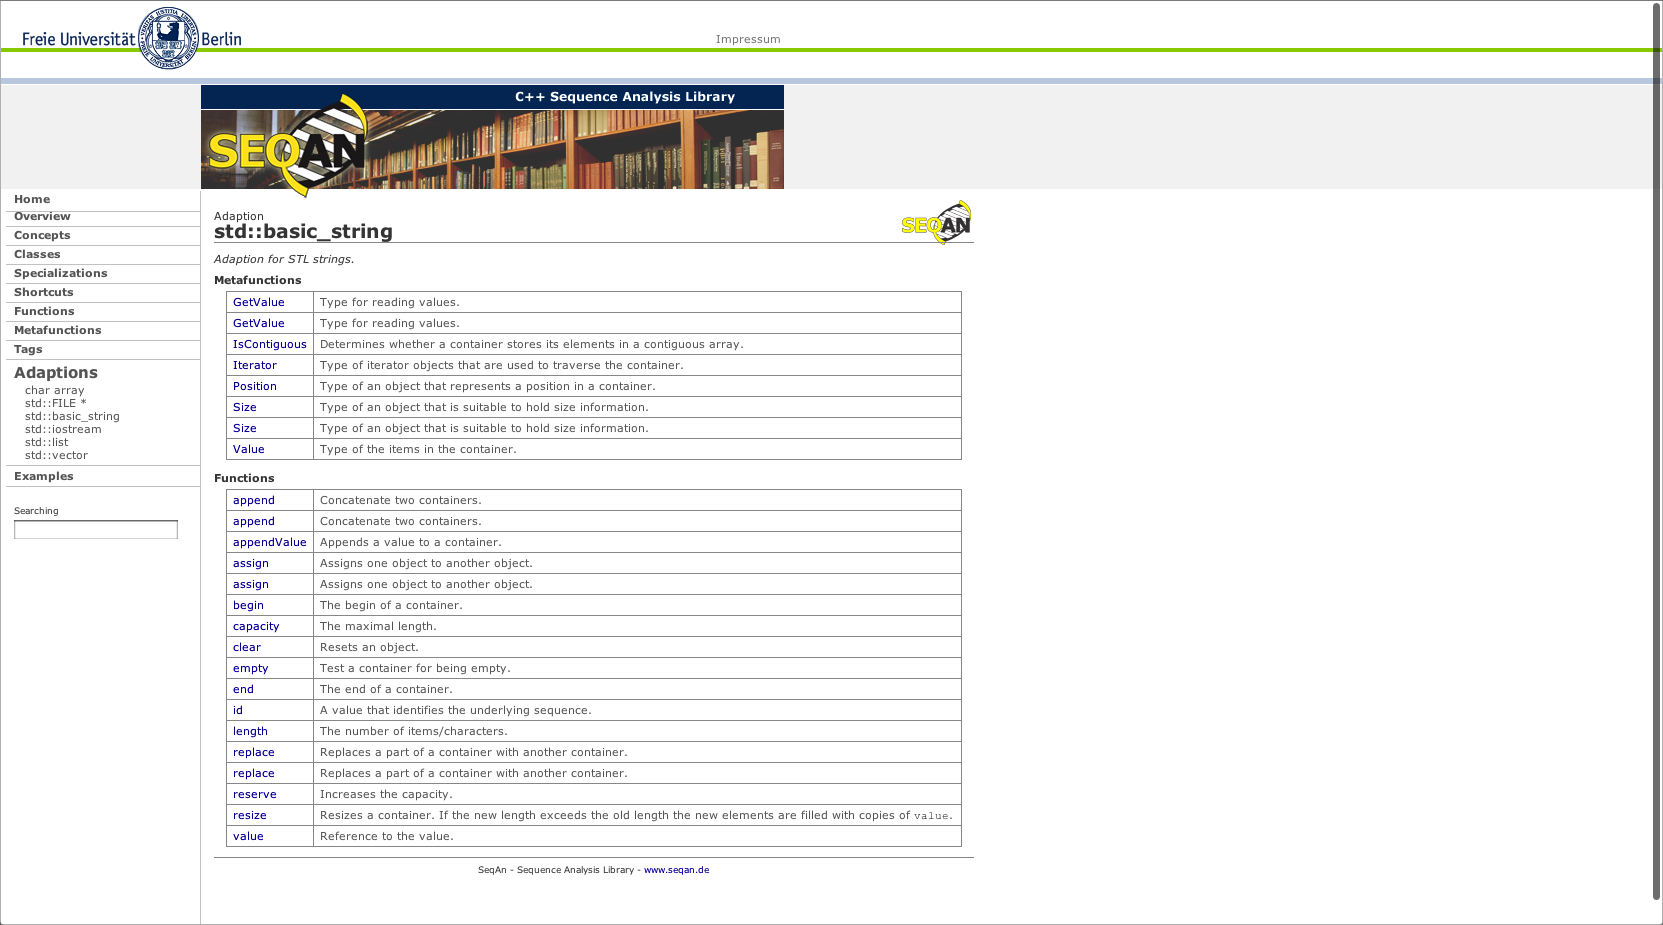 Freie Universität Berlin
Impressum
C++ Sequence Analysis Library
SEQAN
Home
Overview
Concepts
Classes
Specializations
Shortcuts
Functions
Metafunctions
Tags
Adaptions
char array
std::FILE *
std::basic_string
std::iostream
std::list
std::vector
Examples
Searching
Adaption
std::basic_string
SEQAN
Adaption for STL strings.
Metafunctions
GetValue Type for reading values.
GetValue Type for reading values.
IsContiguous Determines whether a container stores its elements in a contiguous array.
Iterator Type of iterator objects that are used to traverse the container.
Position Type of an object that represents a position in a container.
Size Type of an object that is suitable to hold size information.
Size Type of an object that is suitable to hold size information.
Value Type of the items in the container.
Functions
append Concatenate two containers.
append Concatenate two containers.
appendValue Appends a value to a container.
assign Assigns one object to another object.
assign Assigns one object to another object.
begin The begin of a container.
capacity The maximal length.
clear Resets an object.
empty Test a container for being empty.
end The end of a container.
id A value that identifies the underlying sequence.
length The number of items/characters.
replace Replaces a part of a container with another container.
replace Replaces a part of a container with another container.
reserve Increases the capacity.
resize Resizes a container. If the new length exceeds the old length the new elements are filled with copies of value.
value Reference to the value.
SeqAn - Sequence Analysis Library - www.seqan.de